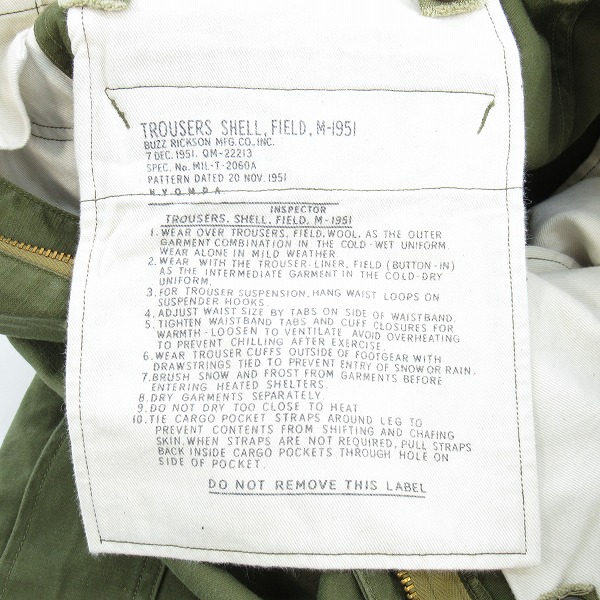 TROUSERS SHELL, FIELD, M-1951
BUZZ RICKSON MFG. CO., INC.
7 DEC. 1951. QM-22213
SPEC. No. MIL-T-2060A
PATTERN DATED 20 NOV. 1951
N.Y.Q.M.P.A.
INSPECTOR
TROUSERS, SHELL, FIELD, M-1951
1. WEAR OVER TROUSERS, FIELD, WOOL, AS THE OUTER
GARMENT COMBINATION IN THE COLD-WET UNIFORM.
WEAR ALONE IN MILD WEATHER.
2. WEAR WITH THE TROUSER-LINER, FIELD (BUTTON-IN)
AS THE INTERMEDIATE GARMENT IN THE COLD-DRY
UNIFORM.
3. FOR TROUSER SUSPENSION, HANG WAIST LOOPS ON
SUSPENDER HOOKS.
4. ADJUST WAIST SIZE BY TABS ON SIDE OF WAISTBAND.
5. TIGHTEN WAISTBAND TABS AND CUFF CLOSURES FOR
WARMTH - LOOSEN TO VENTILATE AVOID OVERHEATING
TO PREVENT CHILLING AFTER EXERCISE.
6. WEAR TROUSER CUFFS OUTSIDE OF FOOTGEAR WITH
DRAWSTRINGS TIED TO PREVENT ENTRY OF SNOW OR RAIN.
7. BRUSH SNOW AND FROST FROM GARMENTS BEFORE
ENTERING HEATED SHELTERS.
8. DRY GARMENTS SEPARATELY.
9. DO NOT DRY TOO CLOSE TO HEAT
10. TIE CARGO POCKET STRAPS AROUND LEG TO
PREVENT CONTENTS FROM SHIFTING AND CHAFING
SKIN. WHEN STRAPS ARE NOT REQUIRED, PULL STRAPS
BACK INSIDE CARGO POCKETS THROUGH HOLE ON
SIDE OF POCKET.
DO NOT REMOVE THIS LABEL